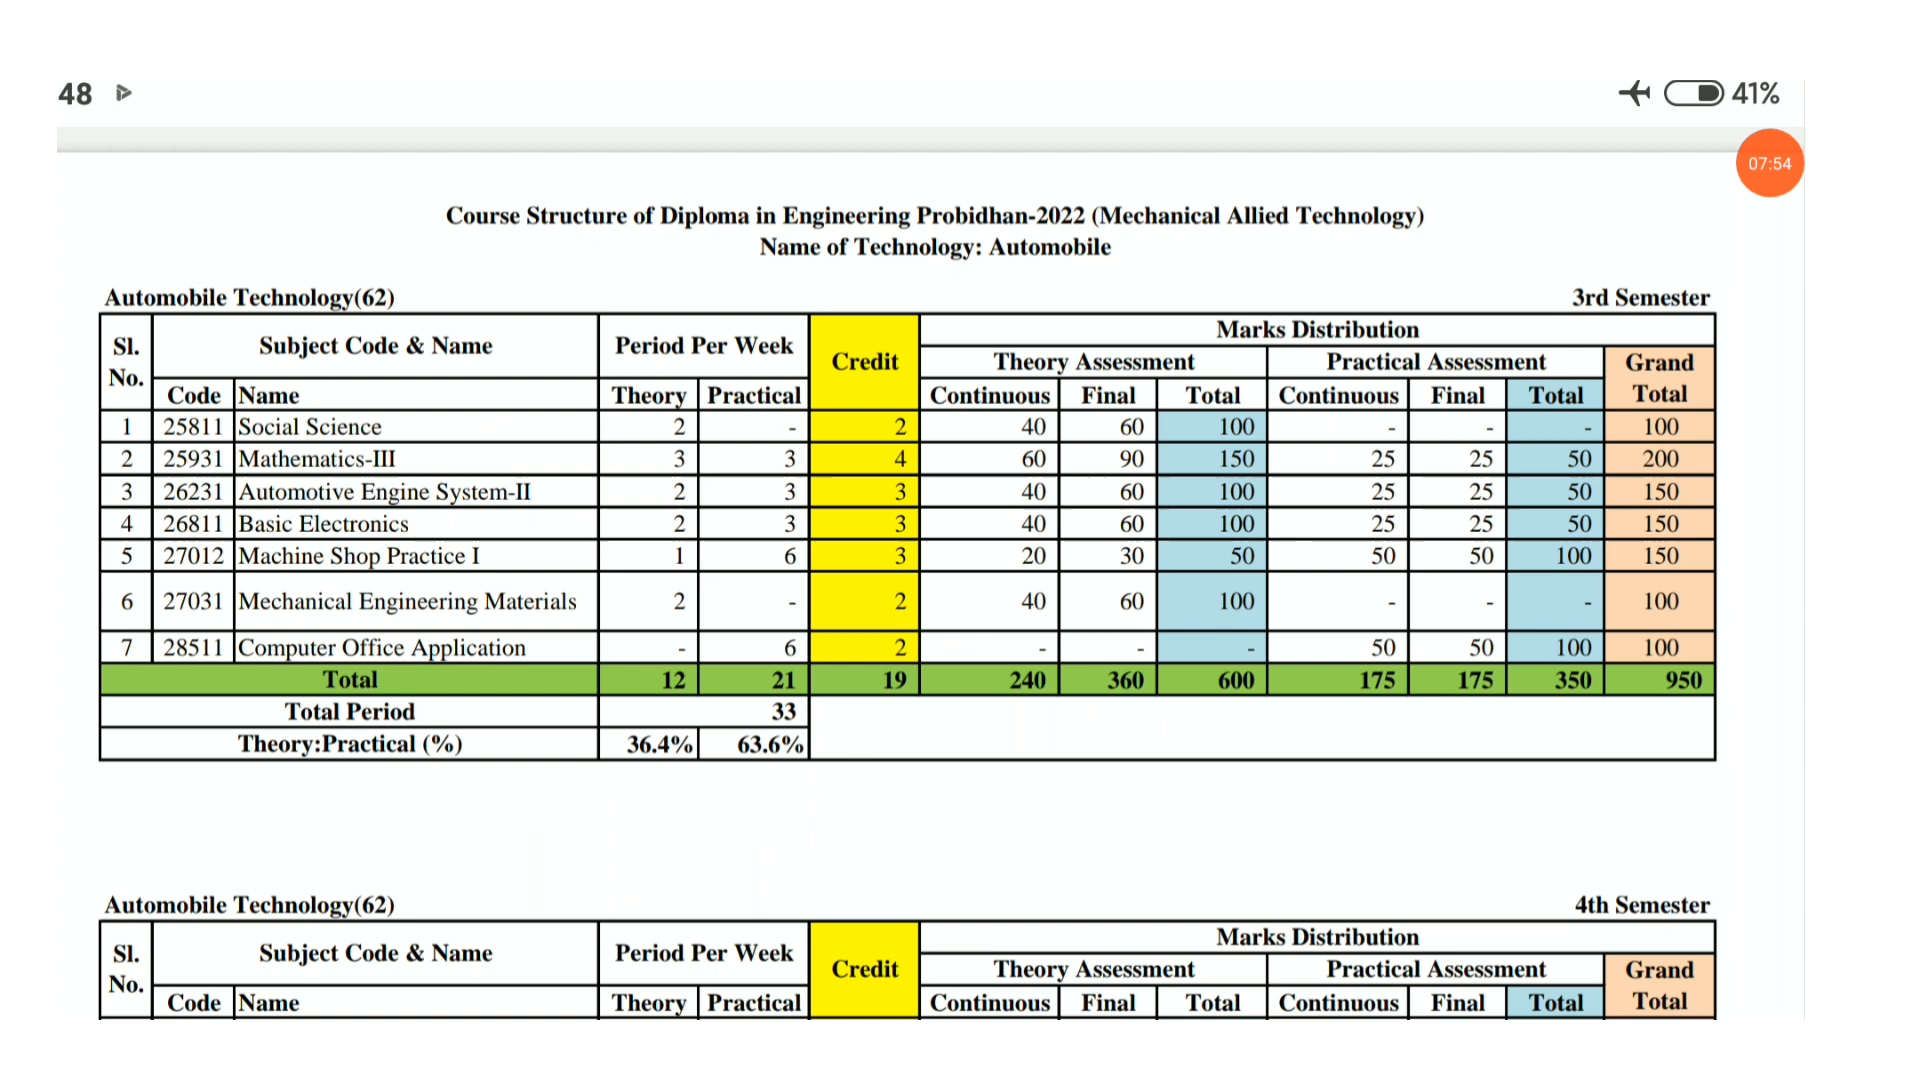 48 41%
07:54
Course Structure of Diploma in Engineering Probidhan-2022 (Mechanical Allied Technology)
Name of Technology: Automobile
Automobile Technology(62) 3rd Semester
Sl. No. Subject Code & Name Period Per Week Credit Marks Distribution
Theory Assessment Practical Assessment Grand Total
Code Name Theory Practical Continuous Final Total Continuous Final Total
1 25811 Social Science 2 - 2 40 60 100 - - - 100
2 25931 Mathematics-III 3 3 4 60 90 150 25 25 50 200
3 26231 Automotive Engine System-II 2 3 3 40 60 100 25 25 50 150
4 26811 Basic Electronics 2 3 3 40 60 100 25 25 50 150
5 27012 Machine Shop Practice I 1 6 3 20 30 50 50 50 100 150
6 27031 Mechanical Engineering Materials 2 - 2 40 60 100 - - - 100
7 28511 Computer Office Application - 6 2 - - - 50 50 100 100
Total 12 21 19 240 360 600 175 175 350 950
Total Period 33
Theory:Practical (%) 36.4% 63.6%
Automobile Technology(62) 4th Semester
Sl. No. Subject Code & Name Period Per Week Credit Marks Distribution
Theory Assessment Practical Assessment Grand Total
Code Name Theory Practical Continuous Final Total Continuous Final Total